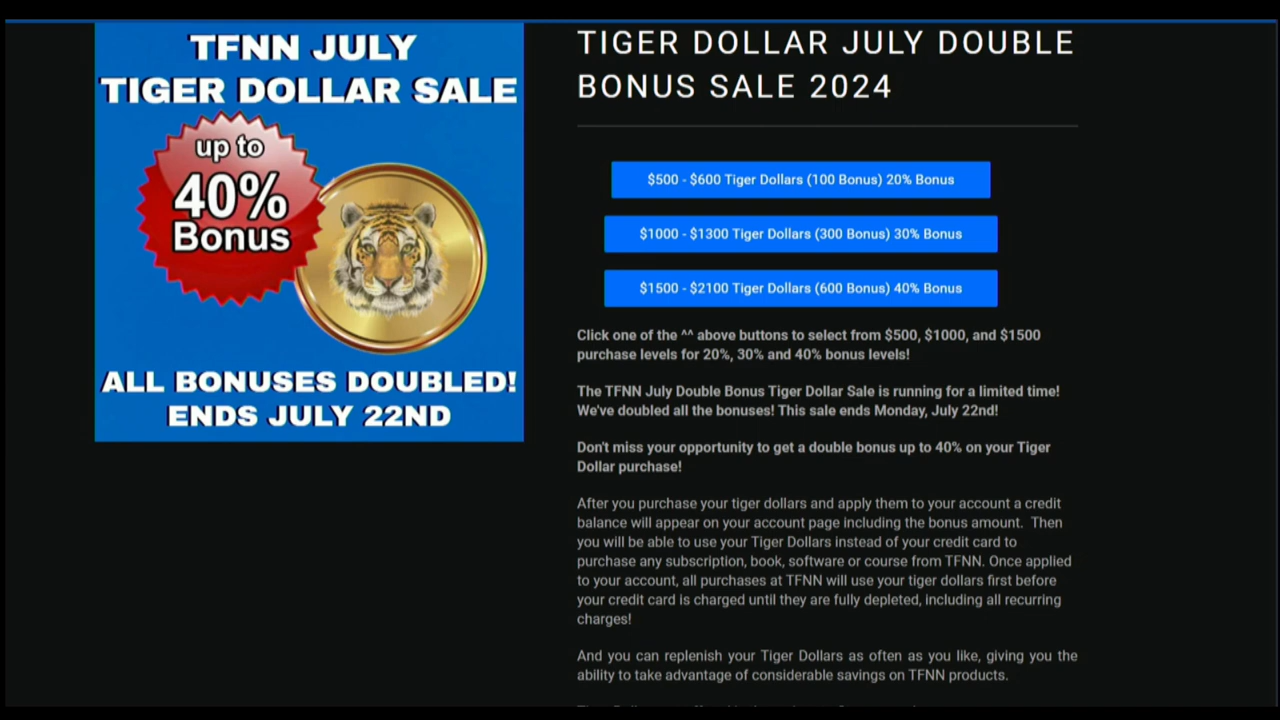 TFNN JULY
TIGER DOLLAR SALE
up to
40%
Bonus
ALL BONUSES DOUBLED!
ENDS JULY 22ND
TIGER DOLLAR JULY DOUBLE
BONUS SALE 2024
$500 - $600 Tiger Dollars (100 Bonus) 20% Bonus
$1000 - $1300 Tiger Dollars (300 Bonus) 30% Bonus
$1500 - $2100 Tiger Dollars (600 Bonus) 40% Bonus
Click one of the ^^ above buttons to select from $500, $1000, and $1500
purchase levels for 20%, 30% and 40% bonus levels!
The TFNN July Double Bonus Tiger Dollar Sale is running for a limited time!
We've doubled all the bonuses! This sale ends Monday, July 22nd!
Don't miss your opportunity to get a double bonus up to 40% on your Tiger
Dollar purchase!
After you purchase your tiger dollars and apply them to your account a credit
balance will appear on your account page including the bonus amount. Then
you will be able to use your Tiger Dollars instead of your credit card to
purchase any subscription, book, software or course from TFNN. Once applied
to your account, all purchases at TFNN will use your tiger dollars first before
your credit card is charged until they are fully depleted, including all recurring
charges!
And you can replenish your Tiger Dollars as often as you like, giving you the
ability to take advantage of considerable savings on TFNN products.